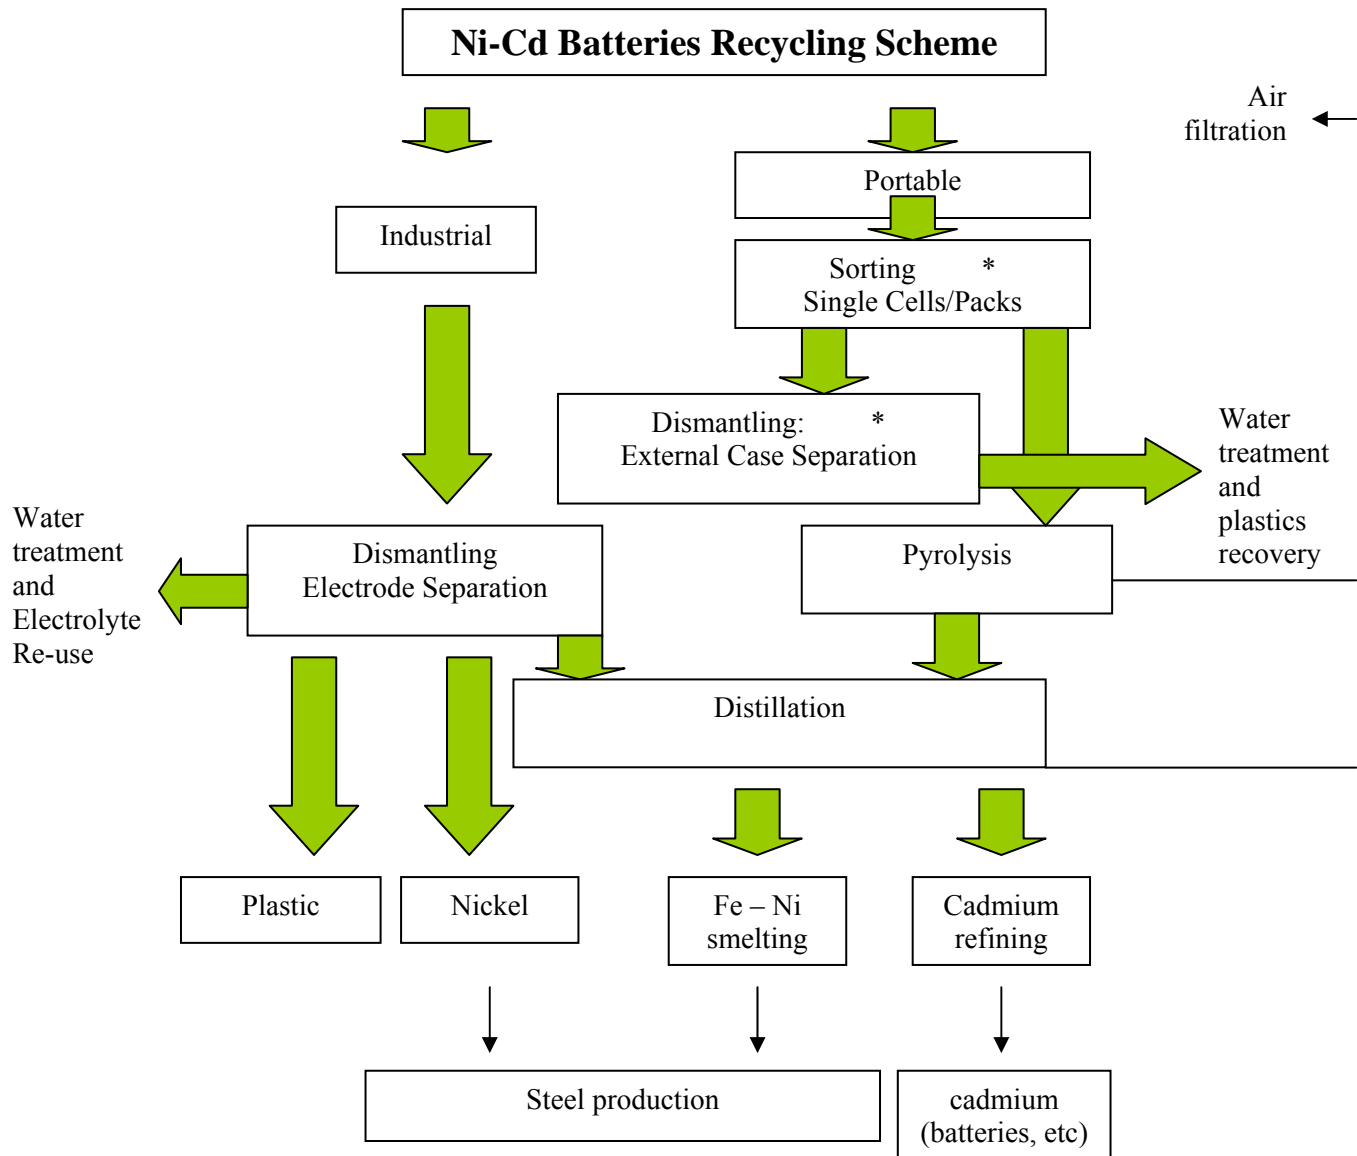 Ni-Cd Batteries Recycling Scheme
Air
filtration
Portable
Industrial
Sorting *
Single Cells/Packs
Dismantling: *
External Case Separation
Water
treatment
and
plastics
recovery
Water
treatment
and
Electrolyte
Re-use
Dismantling
Electrode Separation
Pyrolysis
Distillation
Plastic
Nickel
Fe – Ni
smelting
Cadmium
refining
Steel production
cadmium
(batteries, etc)